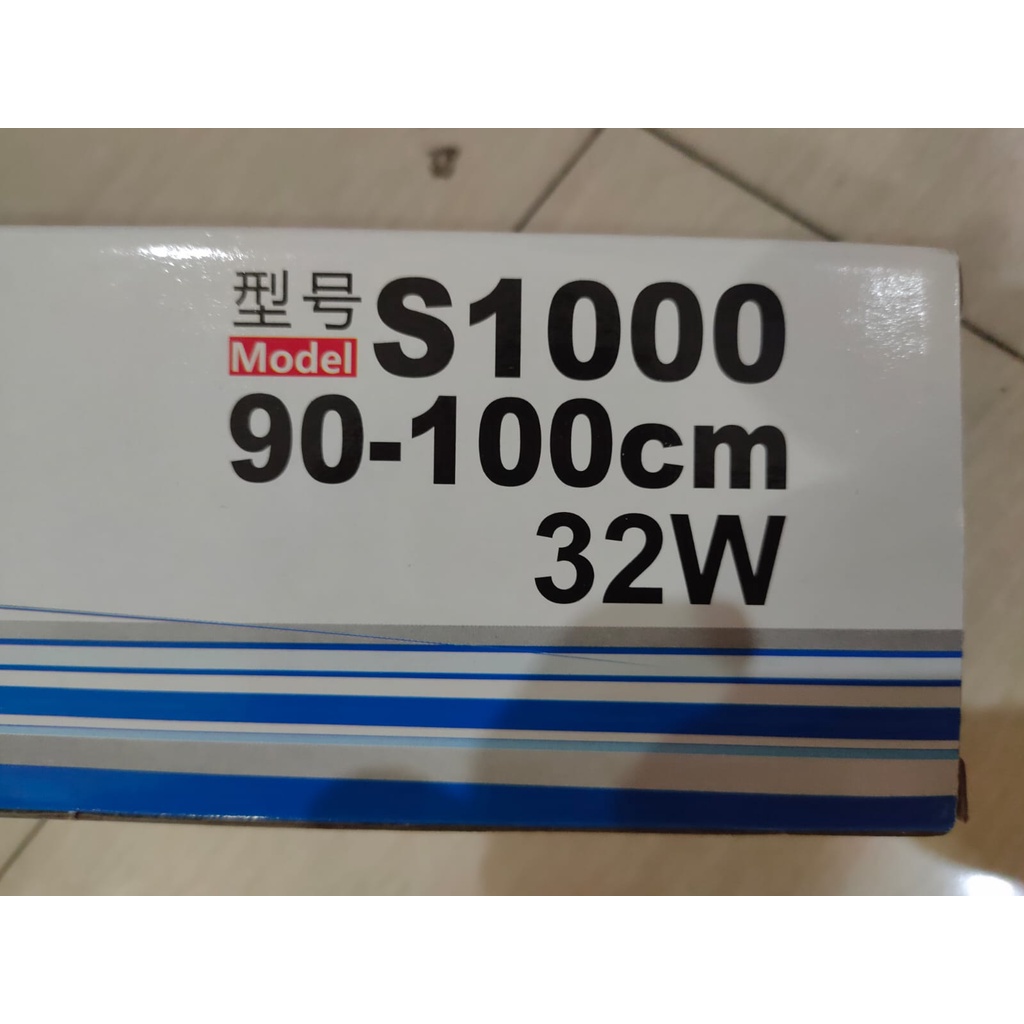 型号
Model S1000
90-100cm
32W